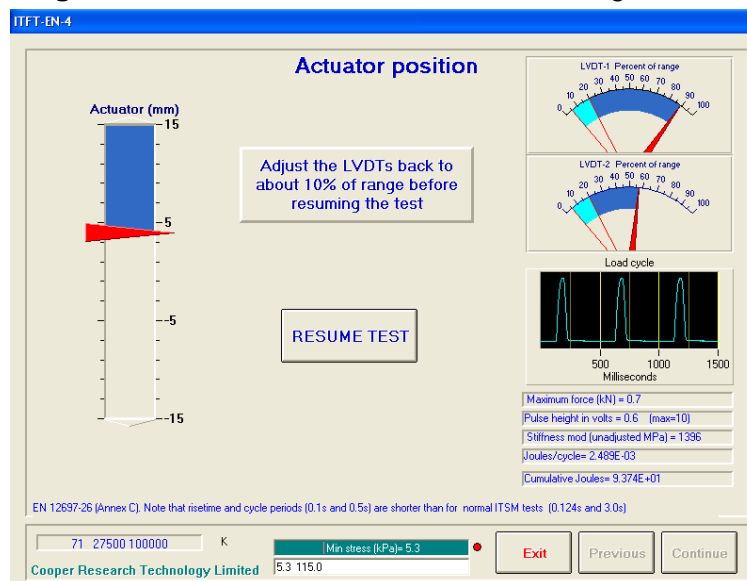 ITFT-EN-4
Actuator position
Actuator (mm)
15
5
-5
-15
Adjust the LVDTs back to
about 10% of range before
resuming the test
RESUME TEST
LVDT-1 Percent of range
0 10 20 30 40 50 60 70 80 90 100
LVDT-2 Percent of range
0 10 20 30 40 50 60 70 80 90 100
Load cycle
500 1000 1500
Milliseconds
Maximum force (kN) = 0.7
Pulse height in volts = 0.6 (max=10)
Stiffness mod (unadjusted MPa) = 1396
Joules/cycle= 2.489E-03
Cumulative Joules= 9.374E+01
EN 12697-26 (Annex C). Note that risetime and cycle periods (0.1s and 0.5s) are shorter than for normal ITSM tests (0.124s and 3.0s)
71 27500 100000 K
Min stress (kPa)= 5.3
5.3 115.0
Exit Previous Continue
Cooper Research Technology Limited